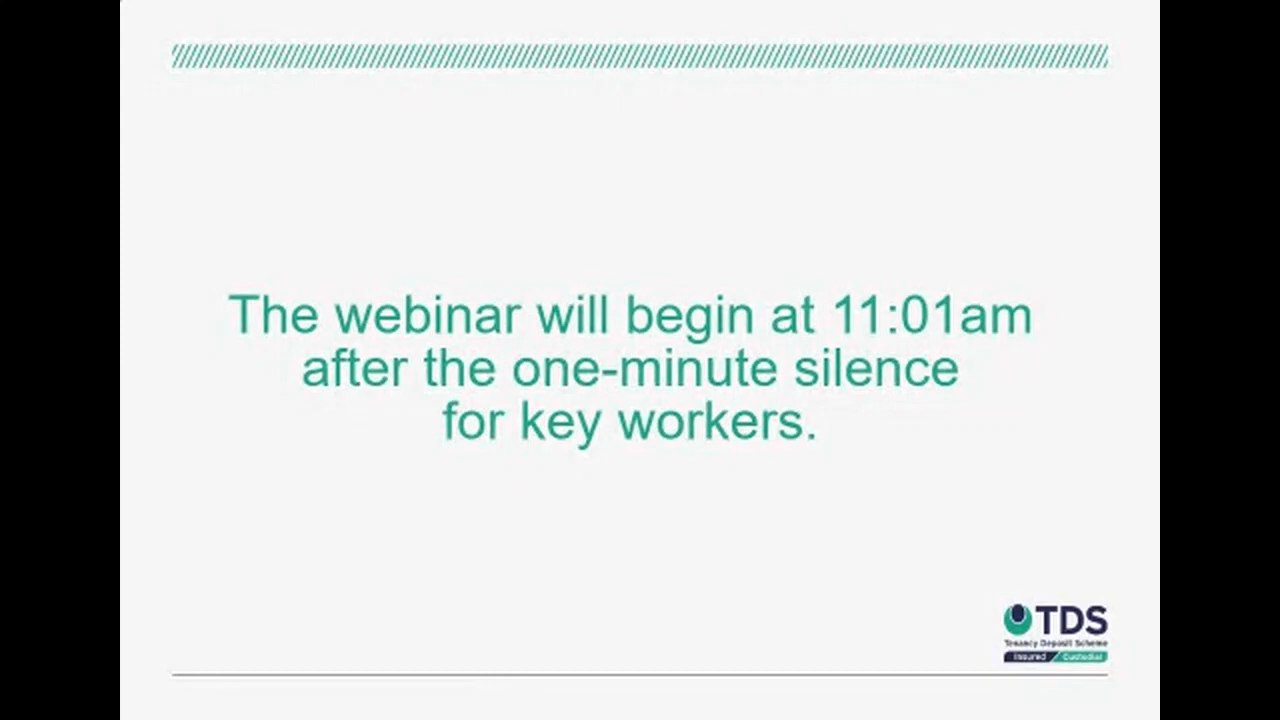 The webinar will begin at 11:01am
after the one-minute silence
for key workers.
TDS
Tenancy Deposit Scheme
Insured Custodial